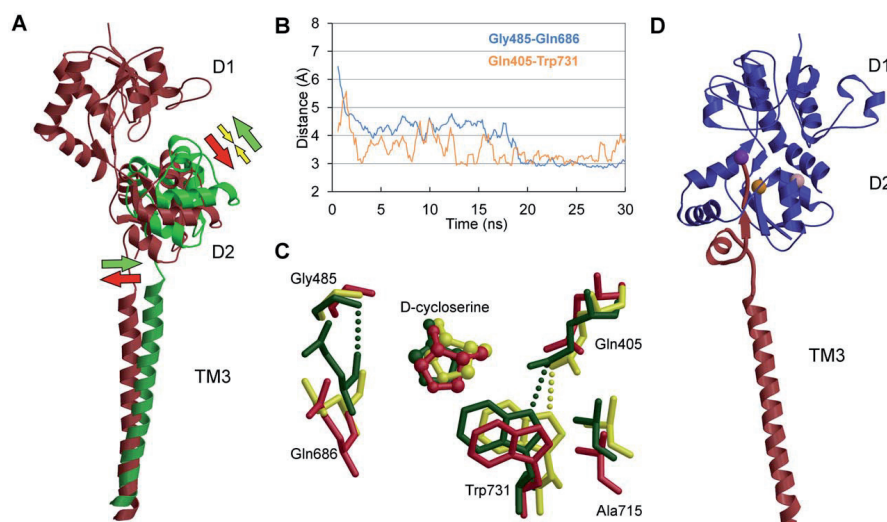 A
D1
D2
TM3
B
8
7
6
5
4
3
2
Distance (Å)
Gly485-Gln686
Gln405-Trp731
0
5
10
15
20
25
30
Time (ns)
C
Gly485
D-cycloserine
Gln405
Gln686
Trp731
Ala715
D
D1
D2
TM3